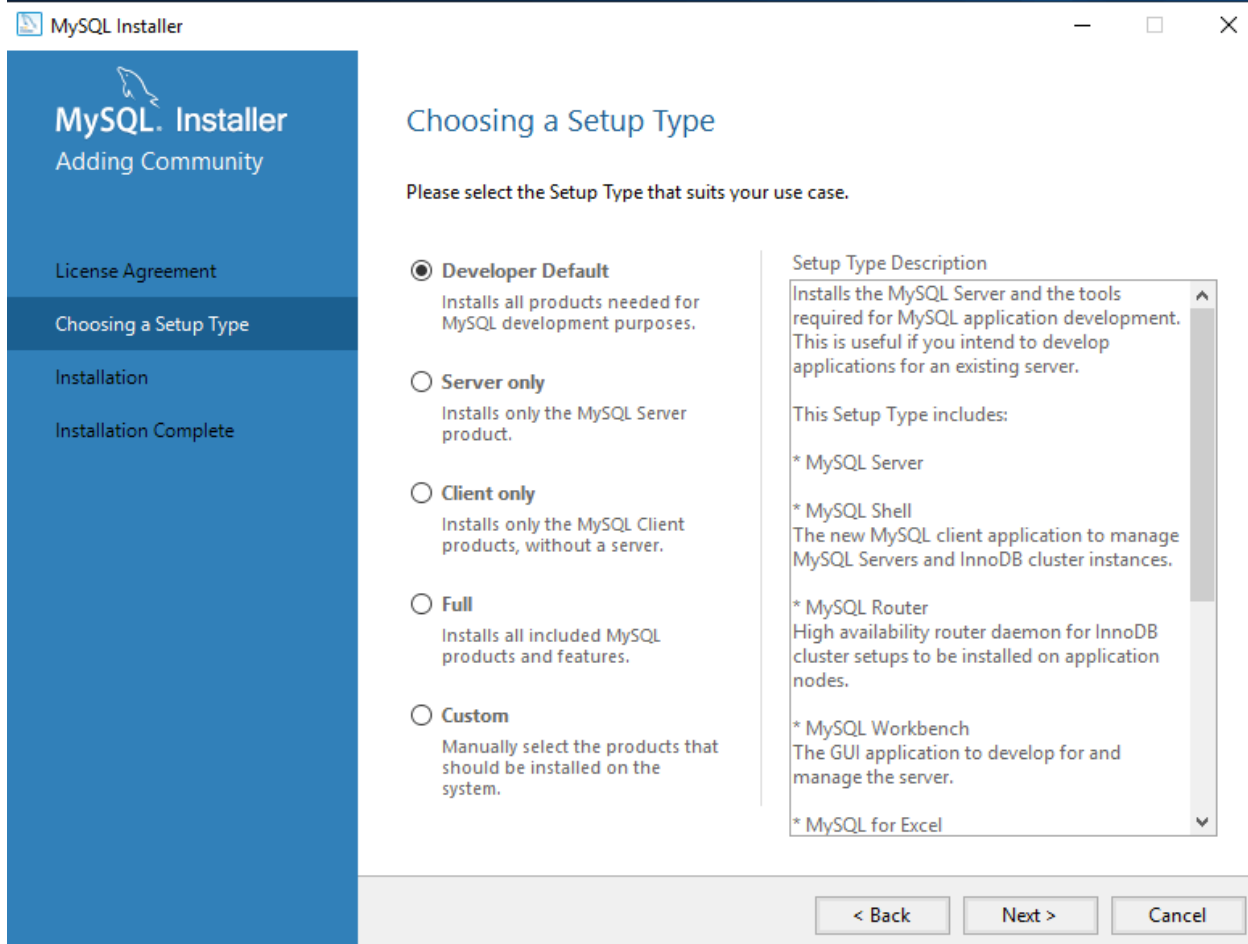 MySQL Installer
MySQL. Installer
Adding Community
License Agreement
Choosing a Setup Type
Installation
Installation Complete
Choosing a Setup Type
Please select the Setup Type that suits your use case.
Developer Default
Installs all products needed for
MySQL development purposes.
Server only
Installs only the MySQL Server
product.
Client only
Installs only the MySQL Client
products, without a server.
Full
Installs all included MySQL
products and features.
Custom
Manually select the products that
should be installed on the
system.
Setup Type Description
Installs the MySQL Server and the tools
required for MySQL application development.
This is useful if you intend to develop
applications for an existing server.
This Setup Type includes:
* MySQL Server
* MySQL Shell
The new MySQL client application to manage
MySQL Servers and InnoDB cluster instances.
* MySQL Router
High availability router daemon for InnoDB
cluster setups to be installed on application
nodes.
* MySQL Workbench
The GUI application to develop for and
manage the server.
* MySQL for Excel
< Back
Next >
Cancel